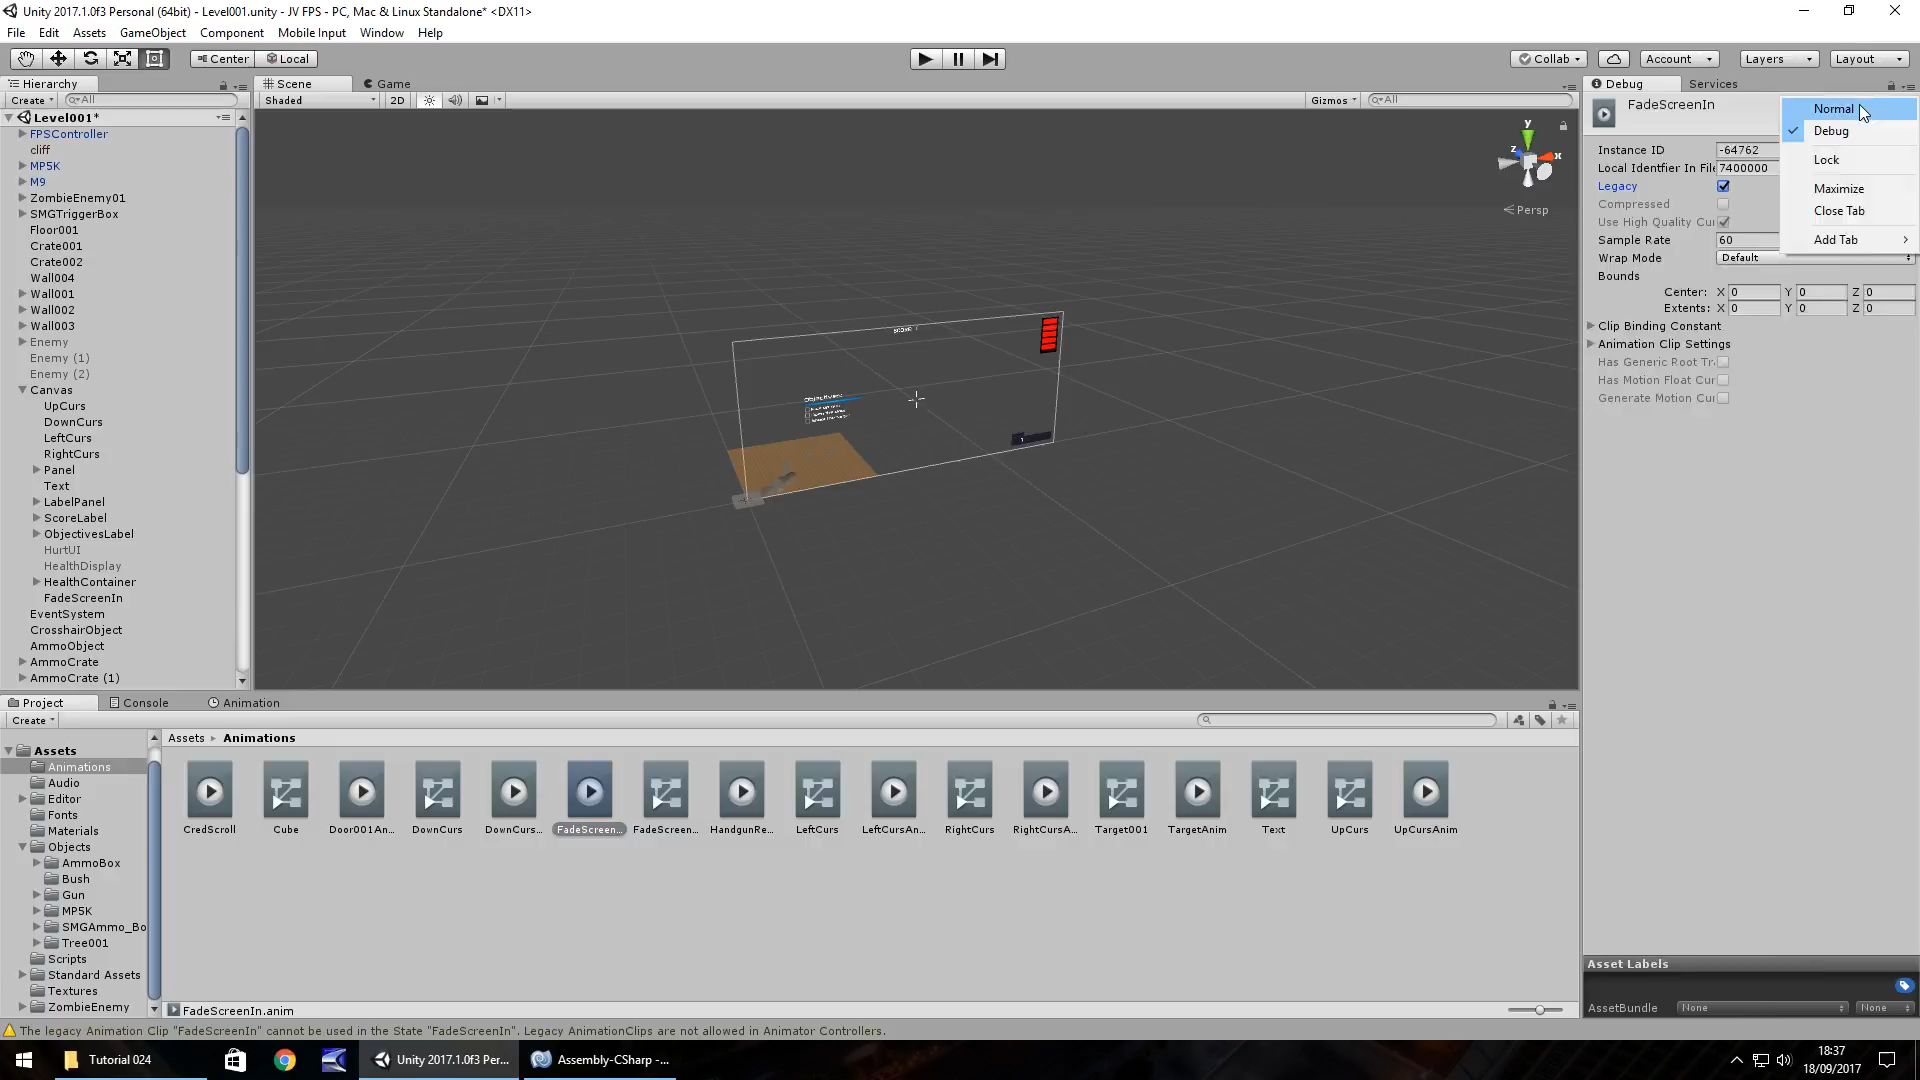 Unity 2017.1.0f3 Personal (64bit) - Level001.unity - JV FPS - PC, Mac & Linux Standalone* <DX11>
File Edit Assets GameObject Component Mobile Input Window Help
Center Local Collab Account Layers Layout
Hierarchy
Create All
Level001*
FPSController
cliff
MP5K
M9
ZombieEnemy01
SMGTriggerBox
Floor001
Crate001
Crate002
Wall004
Wall001
Wall002
Wall003
Enemy
Enemy (1)
Enemy (2)
Canvas
UpCurs
DownCurs
LeftCurs
RightCurs
Panel
Text
LabelPanel
ScoreLabel
ObjectivesLabel
HurtUI
HealthDisplay
HealthContainer
FadeScreenIn
EventSystem
CrosshairObject
AmmoObject
AmmoCrate
AmmoCrate (1)
Scene Game
Shaded 2D Gizmos All
y
z x
Persp
Debug Services
FadeScreenIn
Normal
Debug
Lock
Maximize
Close Tab
Add Tab
Instance ID -64762
Local Identfier In File 7400000
Legacy
Compressed
Use High Quality Cur
Sample Rate 60
Wrap Mode Default
Bounds
Center: X 0 Y 0 Z 0
Extents: X 0 Y 0 Z 0
Clip Binding Constant
Animation Clip Settings
Has Generic Root Tr
Has Motion Float Cur
Generate Motion Cur
Project Console Animation
Create
Assets
Animations
Audio
Editor
Fonts
Materials
Objects
AmmoBox
Bush
Gun
MP5K
SMGAmmo_Bo
Tree001
Scripts
Standard Assets
Textures
ZombieEnemy
Assets Animations
CredScroll Cube Door001An... DownCurs DownCurs... FadeScreen... FadeScreen... HandgunRe... LeftCurs LeftCursAn... RightCurs RightCursA... Target001 TargetAnim Text UpCurs UpCursAnim
FadeScreenIn.anim
Asset Labels
AssetBundle None None
The legacy Animation Clip "FadeScreenIn" cannot be used in the State "FadeScreenIn". Legacy AnimationClips are not allowed in Animator Controllers.
Tutorial 024 Unity 2017.1.0f3 Per... Assembly-CSharp -...
18:37
18/09/2017